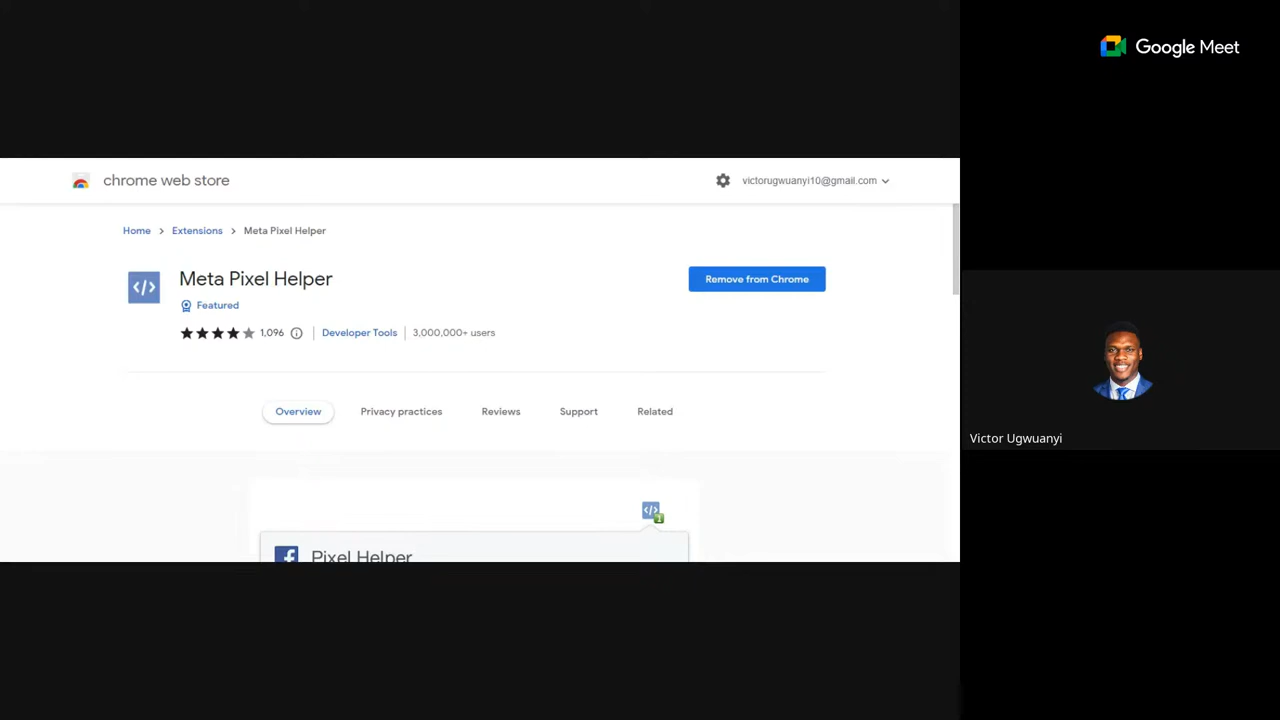 Google Meet
chrome web store
victorugwuanyi10@gmail.com
Home > Extensions > Meta Pixel Helper
Meta Pixel Helper
Remove from Chrome
Featured
1,096 | Developer Tools | 3,000,000+ users
Overview Privacy practices Reviews Support Related
Victor Ugwuanyi
</> 1
Pixel Helper